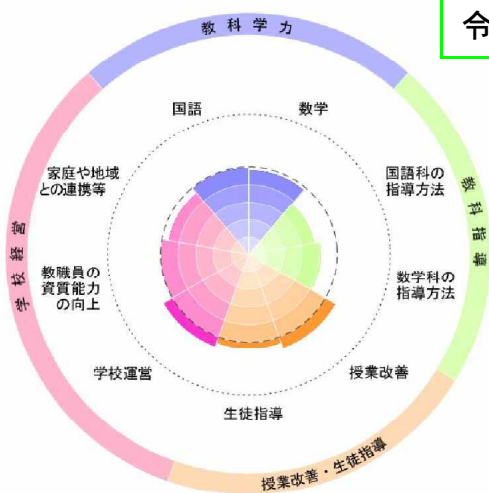 令
教科学力
国語
数学
家庭や地域
との連携等
国語科の
指導方法
教科指導
学校経営
教職員の
資質能力
の向上
数学科の
指導方法
学校運営
授業改善
生徒指導
授業改善・生徒指導